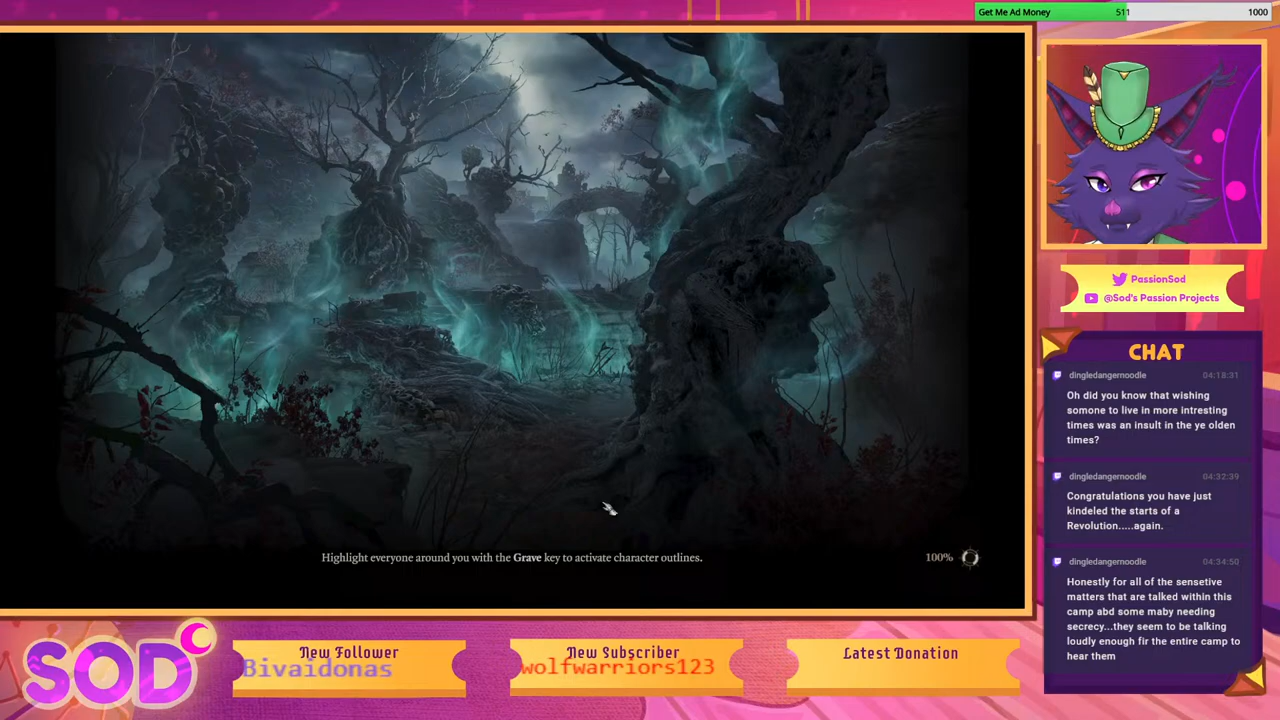 Get Me Ad Money 511 1000
PassionSod
@Sod's Passion Projects
CHAT
dingledangernoodle 04:18:31
Oh did you know that wishing
somone to live in more intresting
times was an insult in the ye olden
times?
dingledangernoodle 04:32:39
Congratulations you have just
kindeled the starts of a
Revolution.....again.
dingledangernoodle 04:34:50
Honestly for all of the sensetive
matters that are talked within this
camp abd some maby needing
secrecy...they seem to be talking
loudly enough fir the entire camp to
hear them
Highlight everyone around you with the Grave key to activate character outlines.
100%
SOD
New Follower
Bivaidonas
New Subscriber
wolfwarriors123
Latest Donation